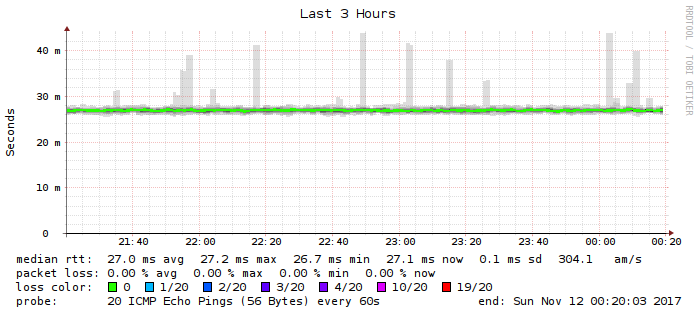 Last 3 Hours
RRDTOOL / TOBI OETIKER
Seconds
40 m
30 m
20 m
10 m
0
21:40 22:00 22:20 22:40 23:00 23:20 23:40 00:00 00:20
median rtt: 27.0 ms avg 27.2 ms max 26.7 ms min 27.1 ms now 0.1 ms sd 304.1 am/s
packet loss: 0.00 % avg 0.00 % max 0.00 % min 0.00 % now
loss color: 0 1/20 2/20 3/20 4/20 10/20 19/20
probe: 20 ICMP Echo Pings (56 Bytes) every 60s end: Sun Nov 12 00:20:03 2017